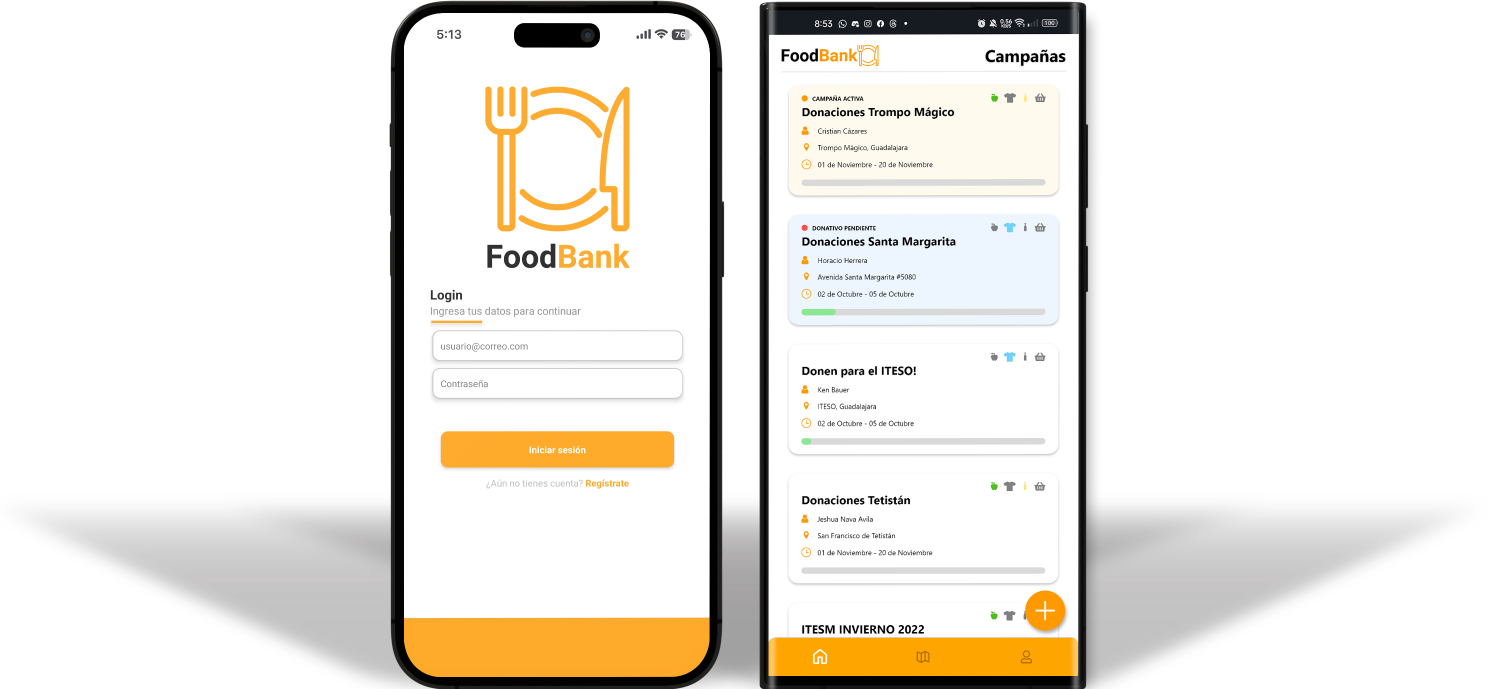 5:13
76
FoodBank
Login
Ingresa tus datos para continuar
usuario@correo.com
Contraseña
Iniciar sesión
¿Aún no tienes cuenta? Regístrate
8:53
0.56
100
FoodBank
Campañas
CAMPAÑA ACTIVA
Donaciones Trompo Mágico
Cristian Cázares
Trompo Mágico, Guadalajara
01 de Noviembre - 20 de Noviembre
DONATIVO PENDIENTE
Donaciones Santa Margarita
Horacio Herrera
Avenida Santa Margarita #5080
02 de Octubre - 05 de Octubre
Donen para el ITESO!
Ken Bauer
ITESO, Guadalajara
02 de Octubre - 05 de Octubre
Donaciones Tetistán
Jeshua Nava Avila
San Francisco de Tetistán
01 de Noviembre - 20 de Noviembre
ITESM INVIERNO 2022